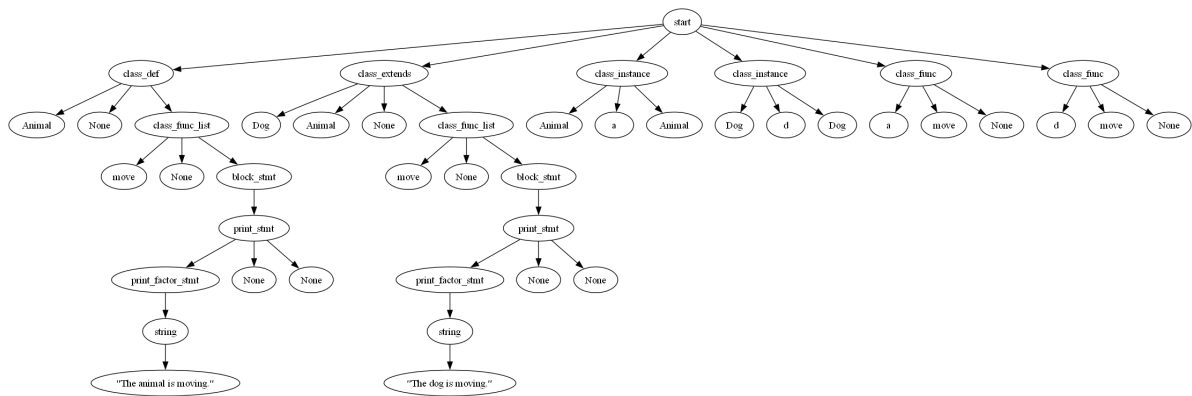 start
class_def
class_extends
class_instance
class_instance
class_func
class_func
Animal
None
class_func_list
Dog
Animal
None
class_func_list
Animal
a
Animal
Dog
d
Dog
a
move
None
d
move
None
move
None
block_stmt
move
None
block_stmt
print_stmt
print_stmt
print_factor_stmt
None
None
print_factor_stmt
None
None
string
string
"The animal is moving."
"The dog is moving."